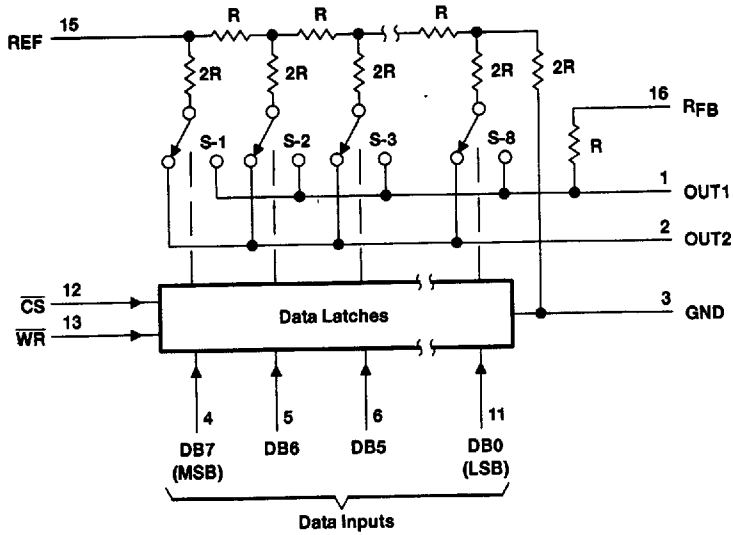 15 R R R
REF
2R 2R 2R 2R 2R
16
RFB
S-1 S-2 S-3 S-8
R
1
OUT1
2
OUT2
12
CS
3
Data Latches
GND
13
WR
4 5 6 11
DB7 DB6 DB5 DB0
(MSB) (LSB)
Data Inputs